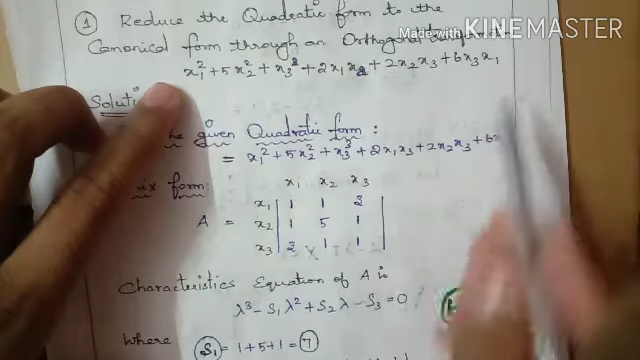 Made with KINEMASTER
① Reduce the Quadratic form to the
Canonical form through an Orthogonal
x₁² + 5x₂² + x₃² + 2x₁x₂ + 2x₂x₃ + 6x₃x₁
given Quadratic form :
= x₁² + 5x₂² + x₃² + 2x₁x₃ + 2x₂x₃ +
form:
x₁ x₂ x₃
x₁ 1 1 3
A = x₂ 1 5 1
x₃ 3 1 1
Characteristics Equation of A is
λ³ - S₁λ² + S₂λ - S₃ = 0
Where S₁ = 1+5+1 = 7